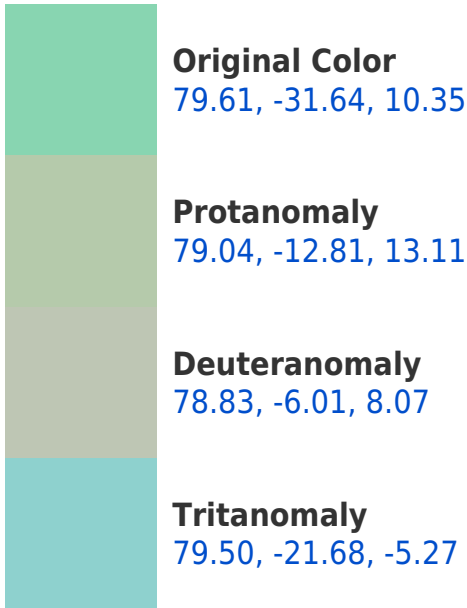 Original Color
79.61, -31.64, 10.35
Protanomaly
79.04, -12.81, 13.11
Deuteranomaly
78.83, -6.01, 8.07
Tritanomaly
79.50, -21.68, -5.27